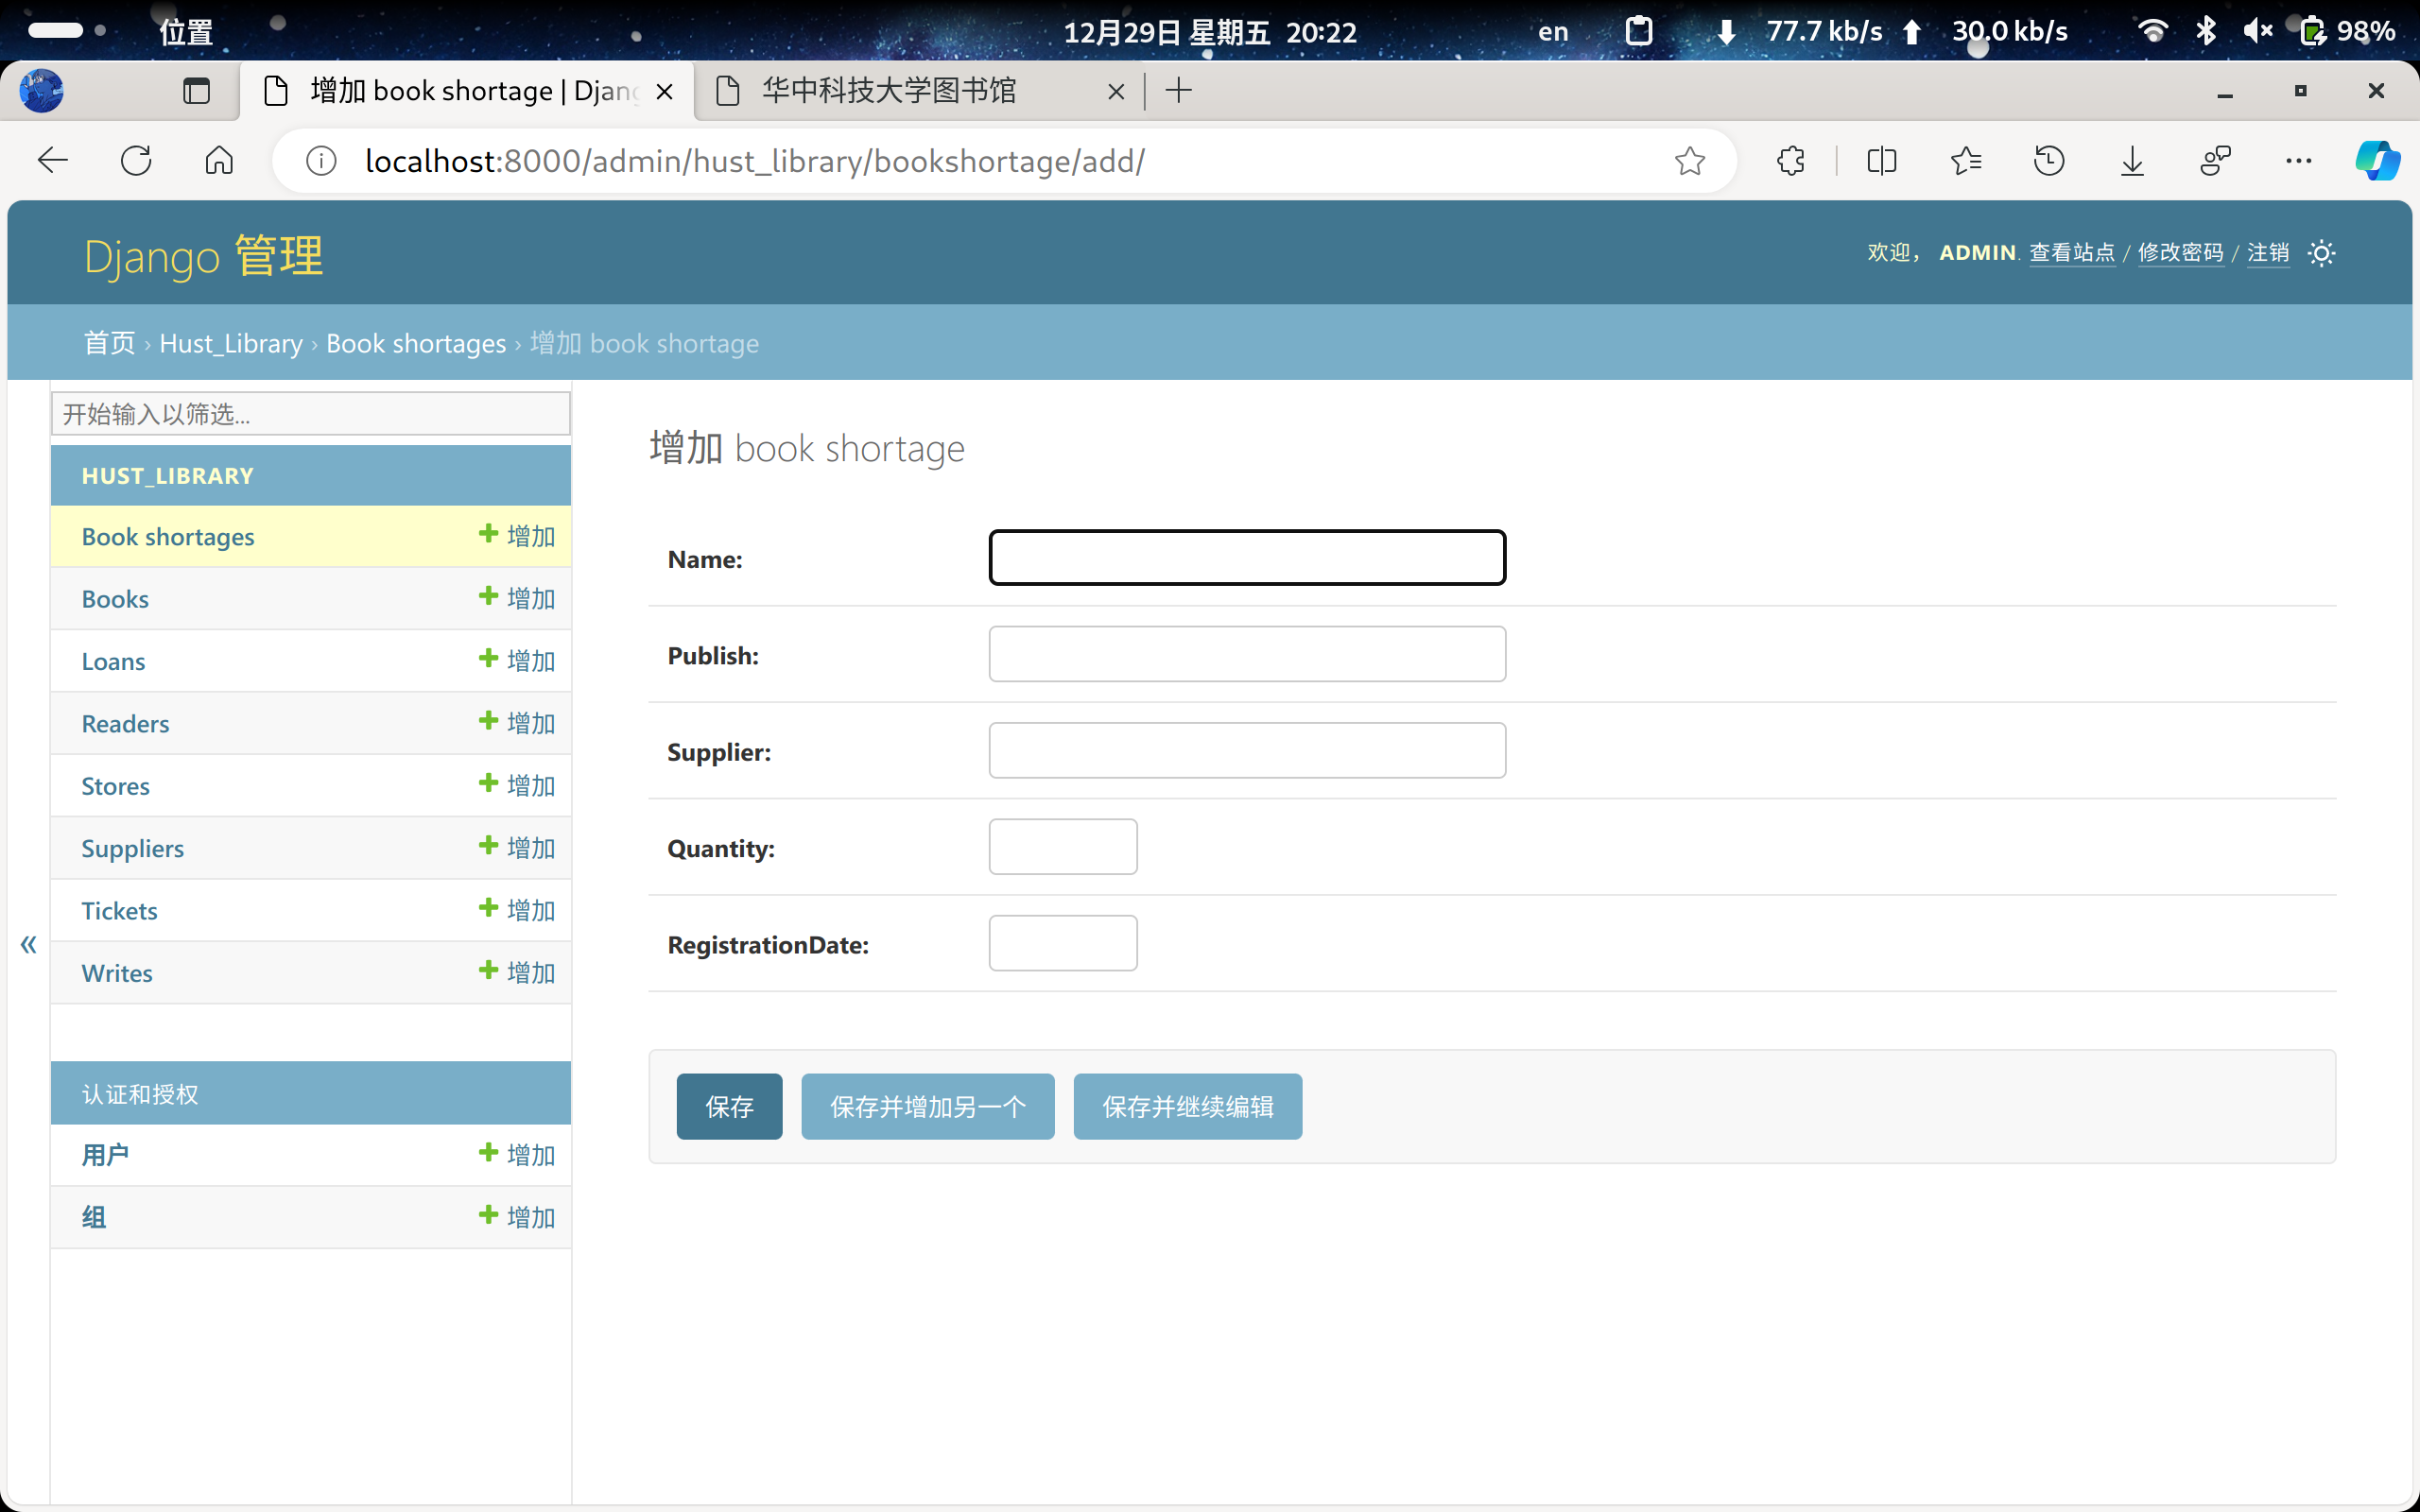 位置
12月29日 星期五 20:22
en 77.7 kb/s 30.0 kb/s 98%
增加 book shortage | Djang
华中科技大学图书馆
localhost:8000/admin/hust_library/bookshortage/add/
Django 管理
欢迎， ADMIN. 查看站点 / 修改密码 / 注销
首页 › Hust_Library › Book shortages › 增加 book shortage
开始输入以筛选...
HUST_LIBRARY
Book shortages 增加
Books 增加
Loans 增加
Readers 增加
Stores 增加
Suppliers 增加
Tickets 增加
Writes 增加
«
认证和授权
用户 增加
组 增加
增加 book shortage
Name:
Publish:
Supplier:
Quantity:
RegistrationDate:
保存 保存并增加另一个 保存并继续编辑